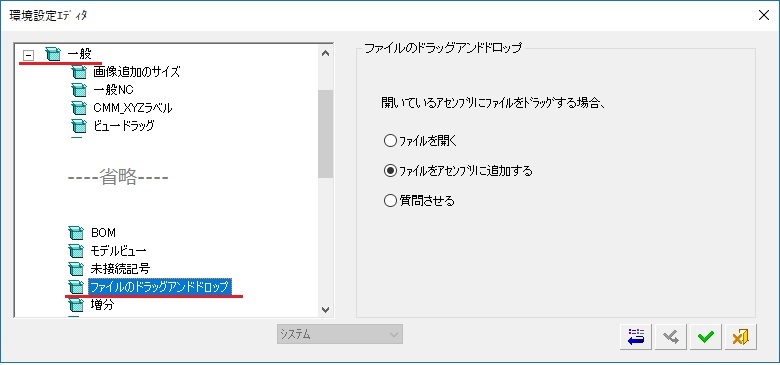 環境設定ｴﾃﾞｨﾀ
一般
画像追加のサイズ
一般NC
CMM_XYZラベル
ビュードラッグ
----省略----
BOM
モデルビュー
未接続記号
ファイルのドラッグアンドドロップ
増分
システム
ファイルのドラッグアンドドロップ
開いているｱｾﾝﾌﾞﾘにﾌｧｲﾙをﾄﾞﾗｯｸﾞする場合、
ﾌｧｲﾙを開く
ﾌｧｲﾙをｱｾﾝﾌﾞﾘに追加する
質問させる